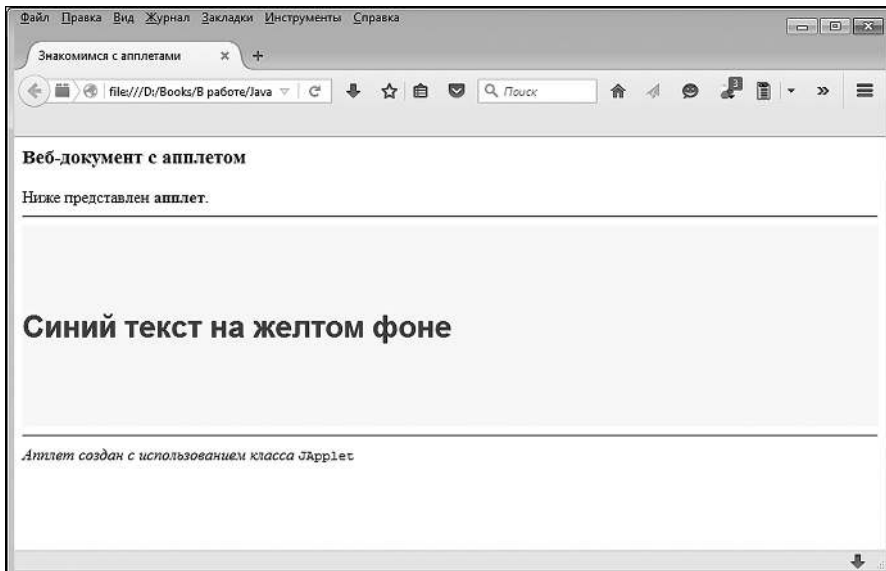 Файл Правка Вид Журнал Закладки Инструменты Справка
Знакомимся с апплетами
file:///D:/Books/В работе/Java
Поиск
3
Веб-документ с апплетом
Ниже представлен апплет.
Синий текст на желтом фоне
Апплет создан с использованием класса JApplet